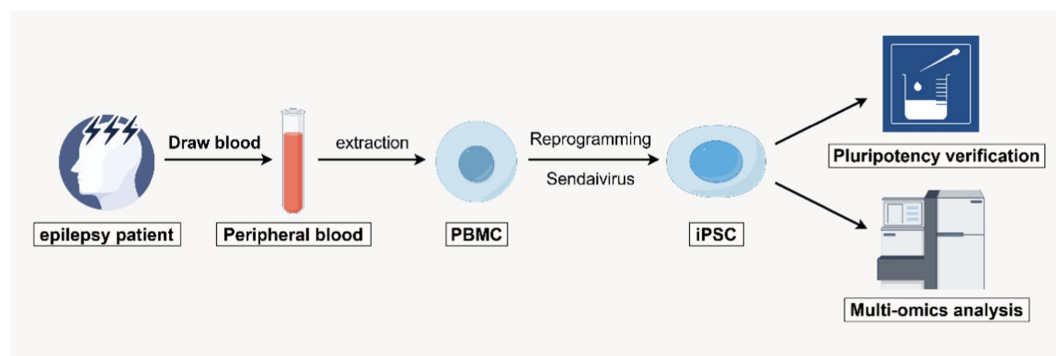 Draw blood
extraction
Reprogramming
Sendaivirus
epilepsy patient
Peripheral blood
PBMC
iPSC
Pluripotency verification
Multi-omics analysis